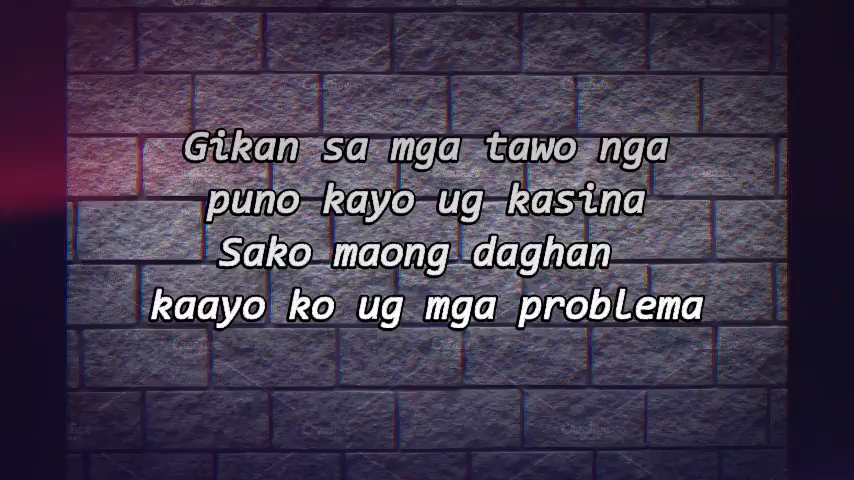 Gikan sa mga tawo nga
puno kayo ug kasina
Sako maong daghan
kaayo ko ug mga problema